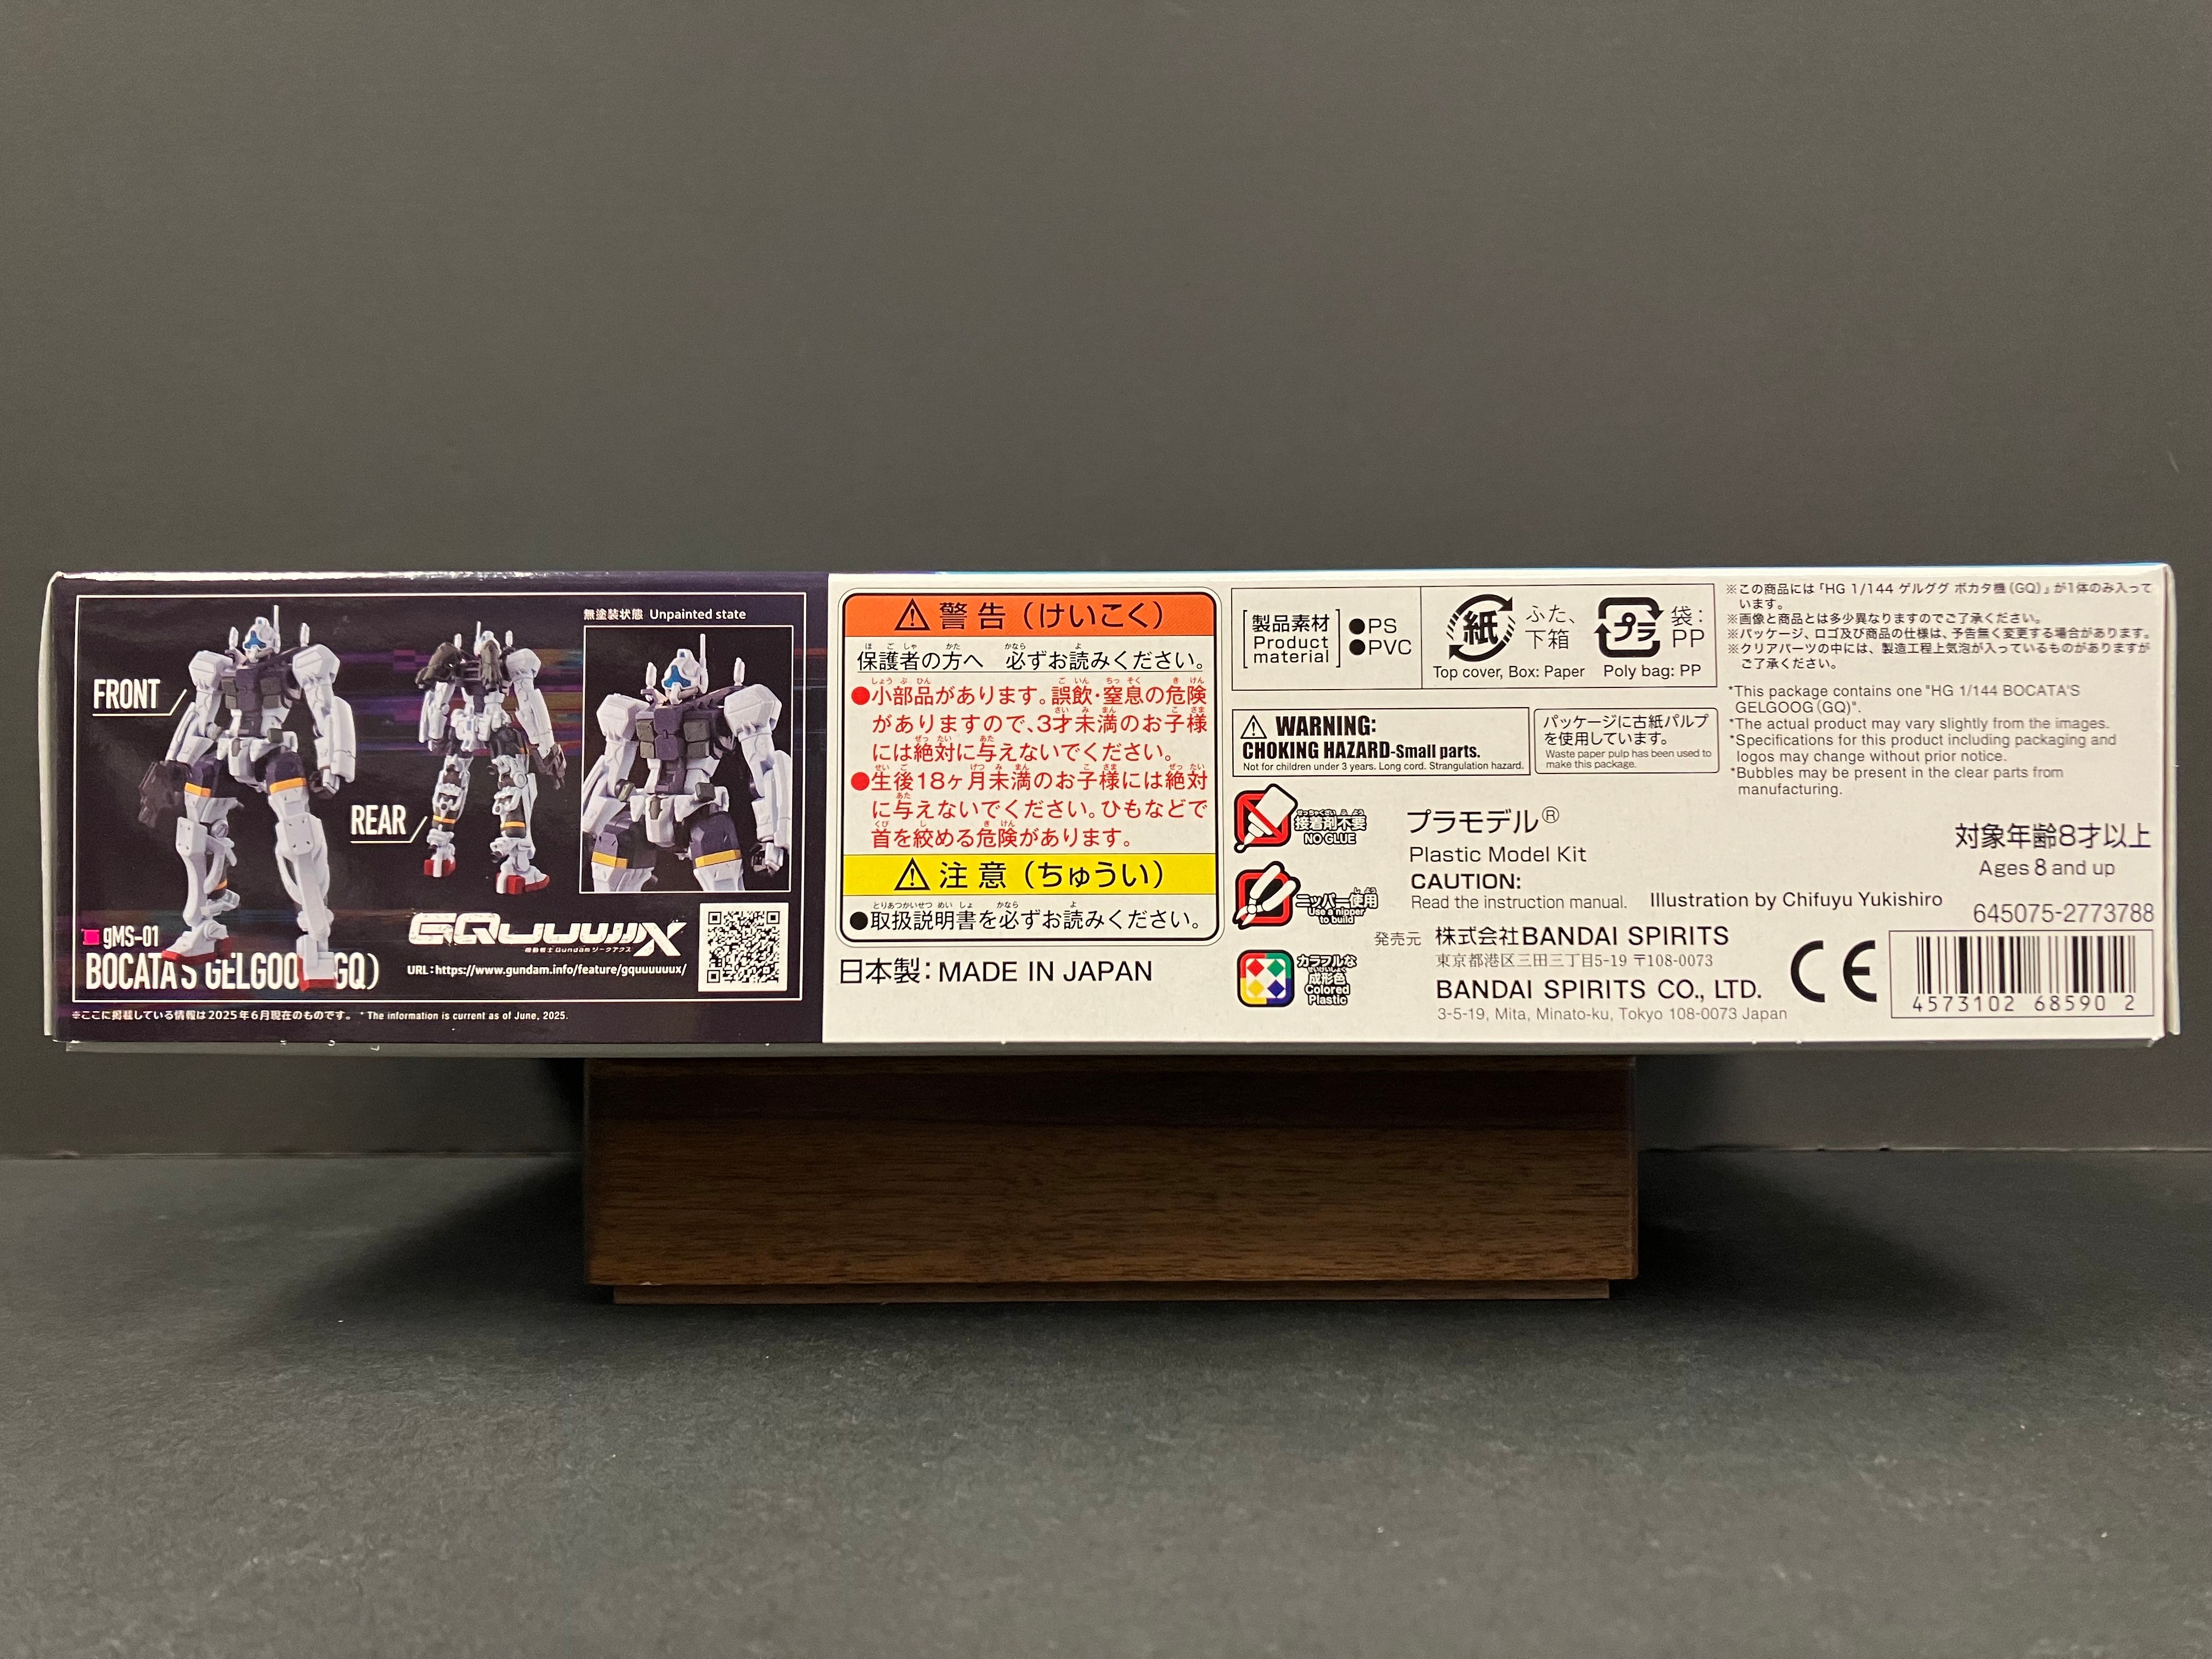 FRONT
REAR
無塗装状態 Unpainted state
gMS-01
BOCATA'S GELGOO GQ)
GQuuuuuuX
機動戦士Gundam ジークアクス
URL：https://www.gundam.info/feature/gquuuuuux/
※ここに掲載している情報は2025年6月現在のものです。 * The information is current as of June, 2025.
警告（けいこく）
保護者の方へ 必ずお読みください。
●小部品があります。誤飲・窒息の危険
がありますので、3才未満のお子様
には絶対に与えないでください。
●生後18ヶ月未満のお子様には絶対
に与えないでください。ひもなどで
首を絞める危険があります。
注意（ちゅうい）
●取扱説明書を必ずお読みください。
日本製：MADE IN JAPAN
製品素材
Product
material
●PS
●PVC
紙
ふた、
下箱
Top cover, Box: Paper
プラ
袋：
PP
Poly bag: PP
WARNING:
CHOKING HAZARD-Small parts.
Not for children under 3 years. Long cord. Strangulation hazard.
パッケージに古紙パルプ
を使用しています。
Waste paper pulp has been used to
make this package.
接着剤不要
NO GLUE
ニッパー使用
Use a nipper
to build
カラフルな
成形色
Colored
Plastic
プラモデル®
Plastic Model Kit
CAUTION:
Read the instruction manual.
Illustration by Chifuyu Yukishiro
発売元 株式会社BANDAI SPIRITS
東京都港区三田三丁目5-19 〒108-0073
BANDAI SPIRITS CO., LTD.
3-5-19, Mita, Minato-ku, Tokyo 108-0073 Japan
CE
※この商品には「HG 1/144 ゲルググ ボカタ機（GQ）」が1体のみ入って
います。
※画像と商品とは多少異なりますのでご了承ください。
※パッケージ、ロゴ及び商品の仕様は、予告無く変更する場合があります。
※クリアパーツの中には、製造工程上気泡が入っているものがありますが
ご了承ください。
*This package contains one "HG 1/144 BOCATA'S
GELGOOG (GQ)".
*The actual product may vary slightly from the images.
*Specifications for this product including packaging and
logos may change without prior notice.
*Bubbles may be present in the clear parts from
manufacturing.
対象年齢8才以上
Ages 8 and up
645075-2773788
4573102 68590 2